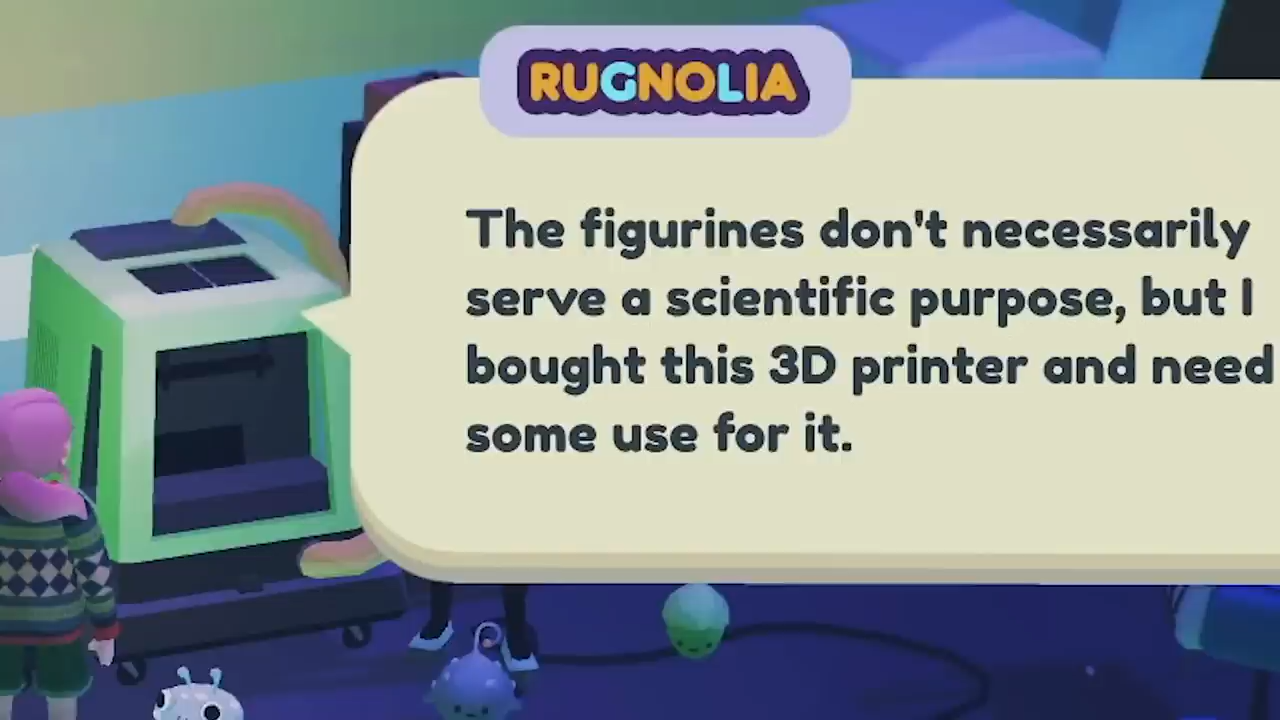 RUGNOLIA
The figurines don't necessarily
serve a scientific purpose, but I
bought this 3D printer and need
some use for it.